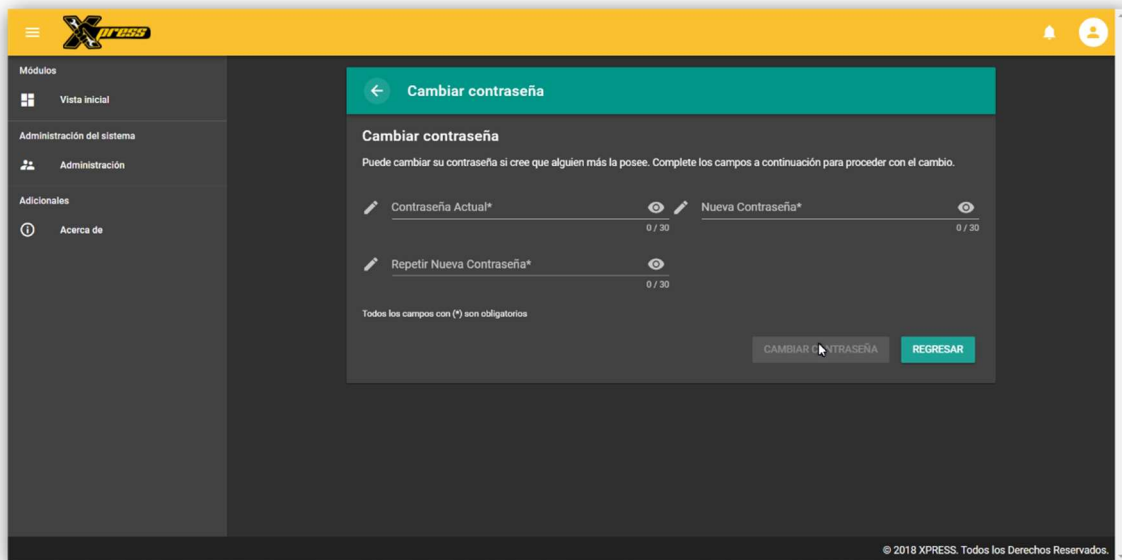 Xpress
Módulos
Vista inicial
Administración del sistema
Administración
Adicionales
Acerca de
Cambiar contraseña
Cambiar contraseña
Puede cambiar su contraseña si cree que alguien más la posee. Complete los campos a continuación para proceder con el cambio.
Contraseña Actual* Nueva Contraseña*
0 / 30 0 / 30
Repetir Nueva Contraseña*
0 / 30
Todos los campos con (*) son obligatorios
CAMBIAR CONTRASEÑA REGRESAR
© 2018 XPRESS. Todos los Derechos Reservados.